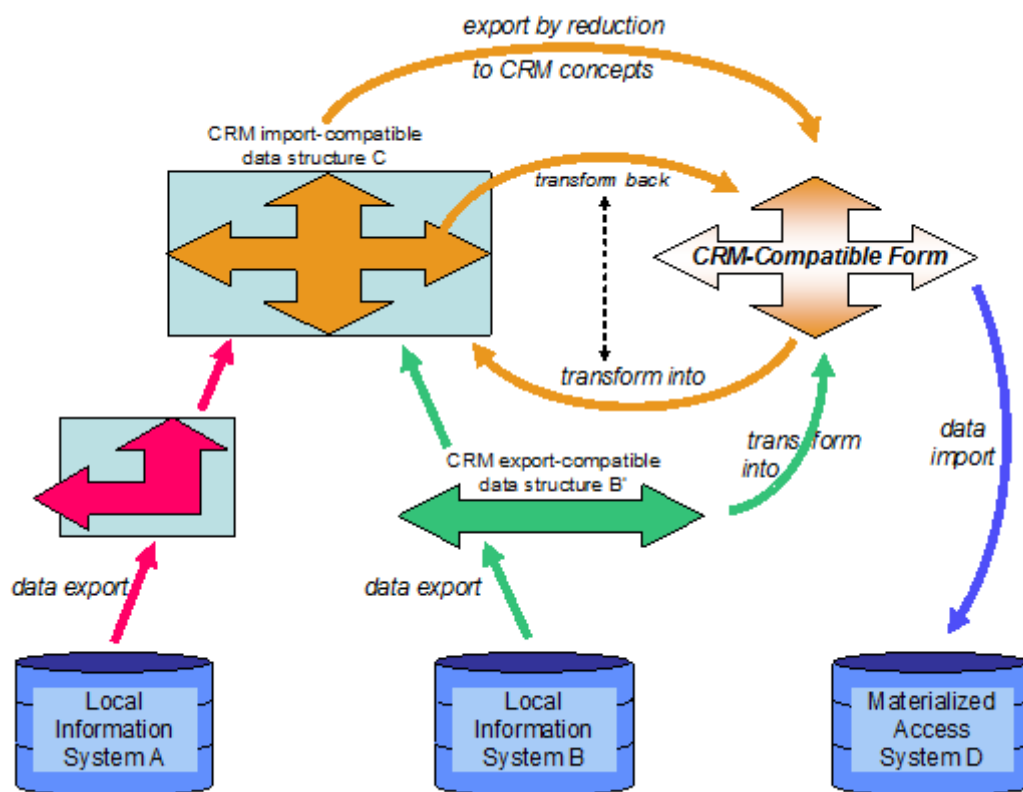 export by reduction
to CRM concepts
CRM import-compatible
data structure C
transform back
CRM-Compatible Form
transform into
CRM export-compatible
data structure B'
transform
into
data
import
data export
data export
Local
Information
System A
Local
Information
System B
Materialized
Access
System D